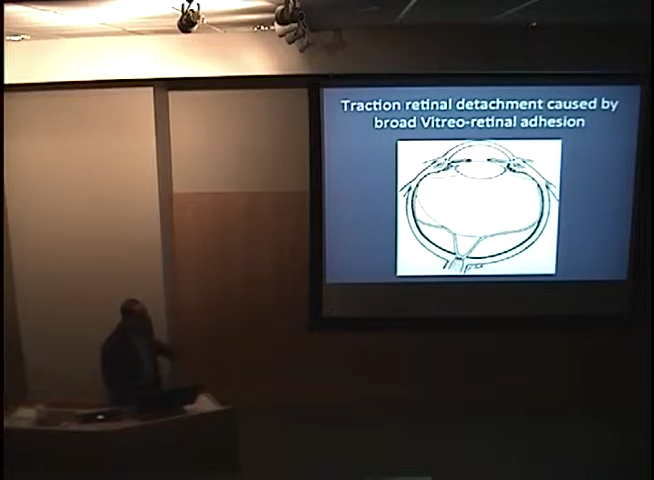 Traction retinal detachment caused by
broad Vitreo-retinal adhesion